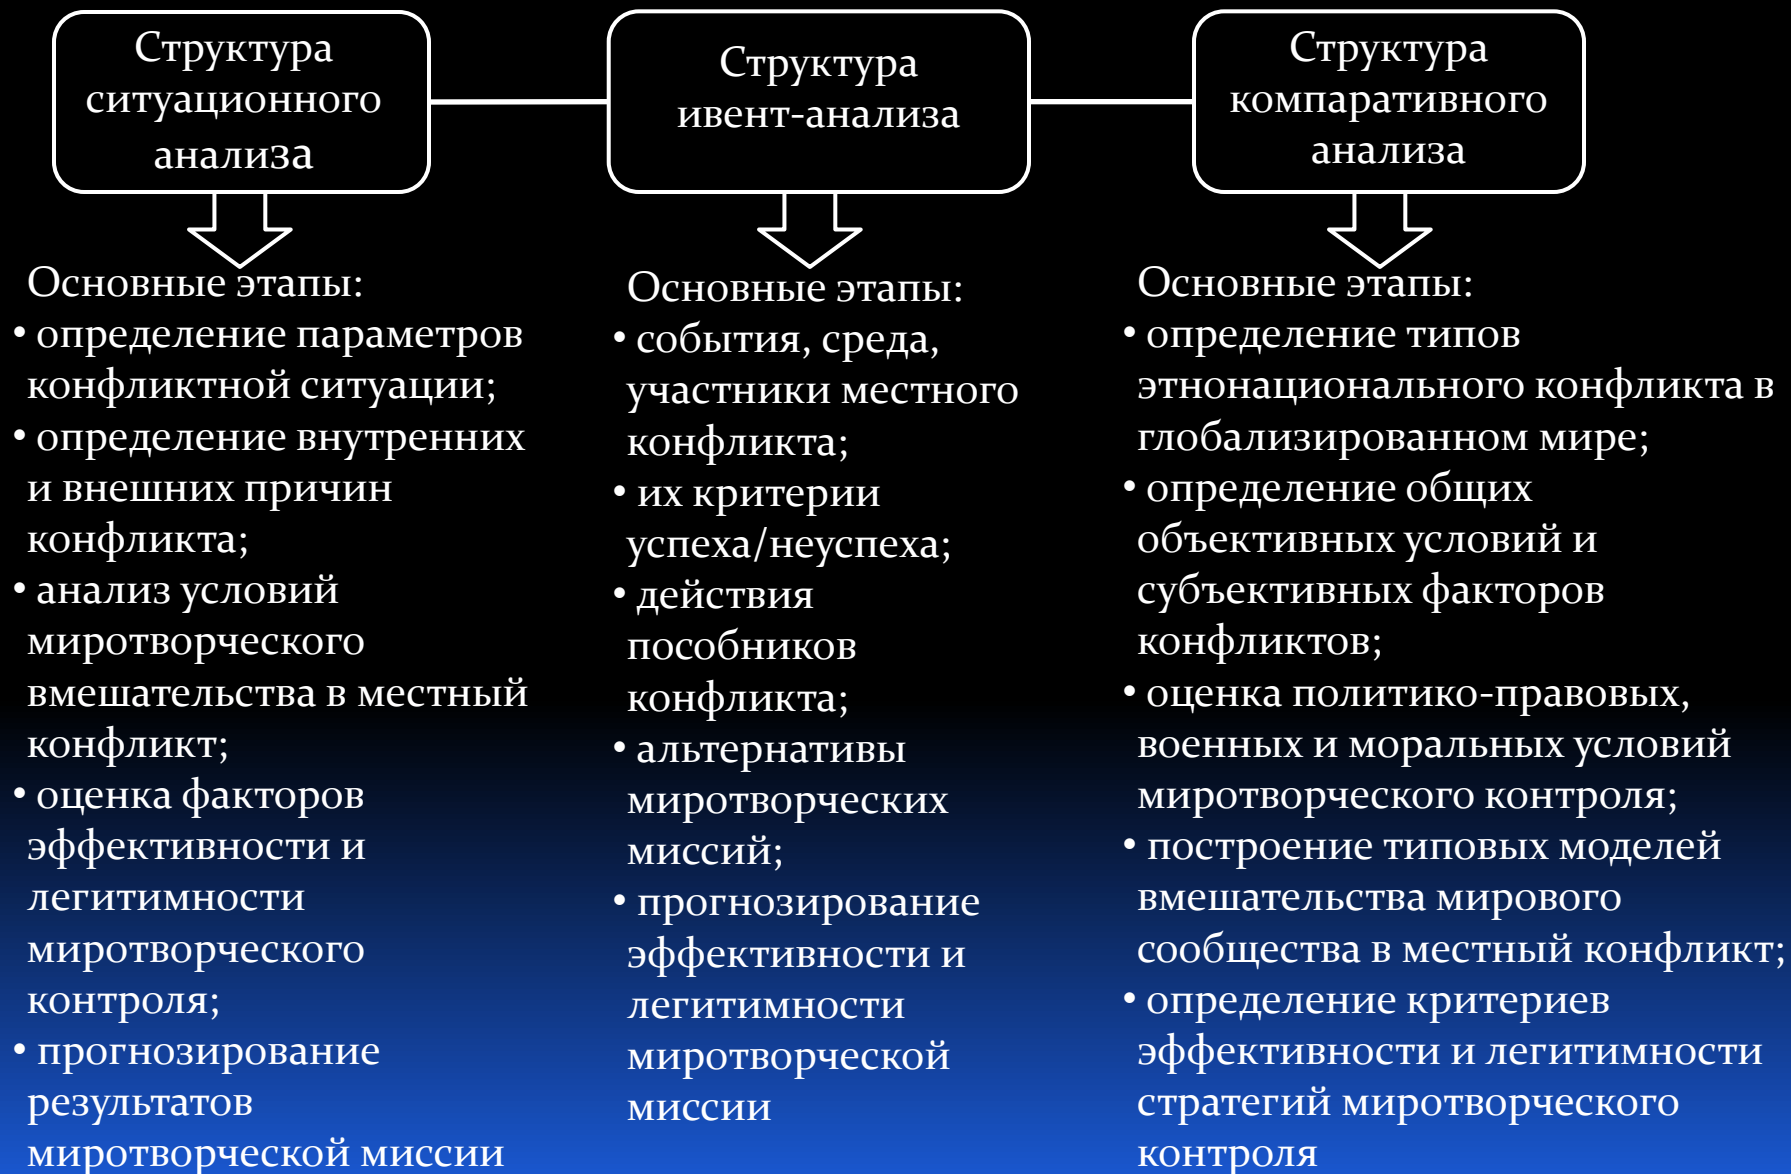 Структура
ситуационного
анализа
Основные этапы:
• определение параметров
конфликтной ситуации;
• определение внутренних
и внешних причин
конфликта;
• анализ условий
миротворческого
вмешательства в местный
конфликт;
• оценка факторов
эффективности и
легитимности
миротворческого
контроля;
• прогнозирование
результатов
миротворческой миссии
Структура
ивент-анализа
Основные этапы:
• события, среда,
участники местного
конфликта;
• их критерии
успеха/неуспеха;
• действия
пособников
конфликта;
• альтернативы
миротворческих
миссий;
• прогнозирование
эффективности и
легитимности
миротворческой
миссии
Структура
компаративного
анализа
Основные этапы:
• определение типов
этнонационального конфликта в
глобализированном мире;
• определение общих
объективных условий и
субъективных факторов
конфликтов;
• оценка политико-правовых,
военных и моральных условий
миротворческого контроля;
• построение типовых моделей
вмешательства мирового
сообщества в местный конфликт;
• определение критериев
эффективности и легитимности
стратегий миротворческого
контроля